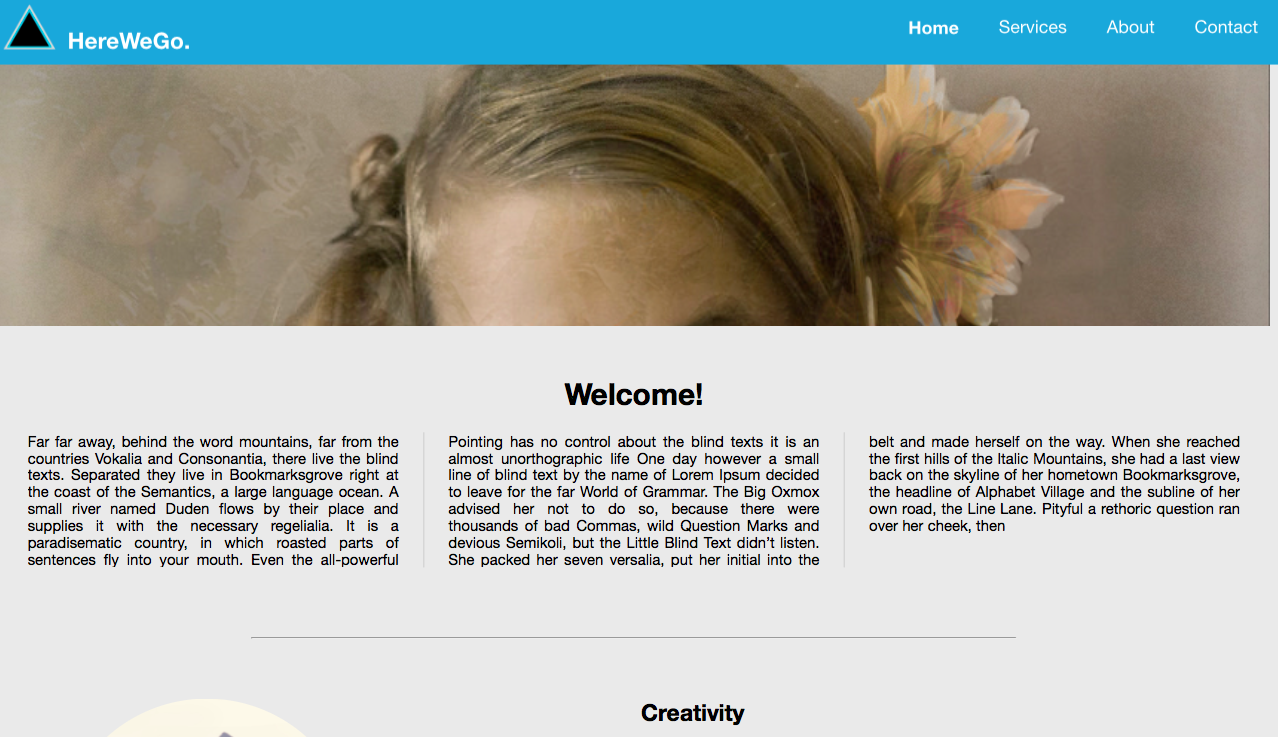 HereWeGo.
Home Services About Contact
Welcome!
Far far away, behind the word mountains, far from the
countries Vokalia and Consonantia, there live the blind
texts. Separated they live in Bookmarksgrove right at
the coast of the Semantics, a large language ocean. A
small river named Duden flows by their place and
supplies it with the necessary regelialia. It is a
paradisematic country, in which roasted parts of
sentences fly into your mouth. Even the all-powerful
Pointing has no control about the blind texts it is an
almost unorthographic life One day however a small
line of blind text by the name of Lorem Ipsum decided
to leave for the far World of Grammar. The Big Oxmox
advised her not to do so, because there were
thousands of bad Commas, wild Question Marks and
devious Semikoli, but the Little Blind Text didn’t listen.
She packed her seven versalia, put her initial into the
belt and made herself on the way. When she reached
the first hills of the Italic Mountains, she had a last view
back on the skyline of her hometown Bookmarksgrove,
the headline of Alphabet Village and the subline of her
own road, the Line Lane. Pityful a rethoric question ran
over her cheek, then
Creativity